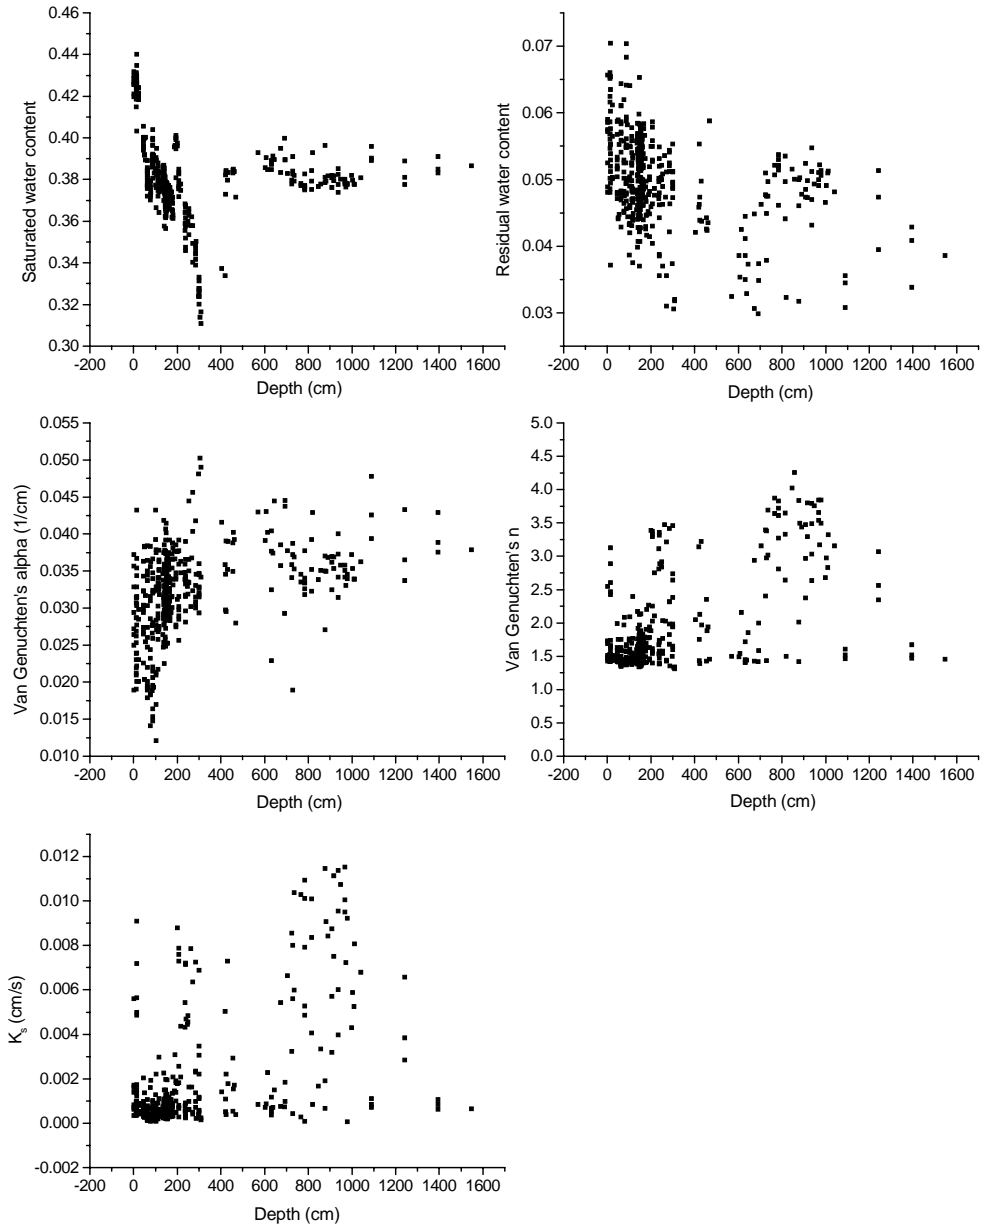 0.46
0.44
0.42
0.40
0.38
0.36
0.34
0.32
0.30
Saturated water content
-200 0 200 400 600 800 1000 1200 1400 1600
Depth (cm)
0.07
0.06
0.05
0.04
0.03
Residual water content
-200 0 200 400 600 800 1000 1200 1400 1600
Depth (cm)
0.055
0.050
0.045
0.040
0.035
0.030
0.025
0.020
0.015
0.010
Van Genuchten's alpha (1/cm)
-200 0 200 400 600 800 1000 1200 1400 1600
Depth (cm)
5.0
4.5
4.0
3.5
3.0
2.5
2.0
1.5
1.0
0.5
0.0
Van Genuchten's n
-200 0 200 400 600 800 1000 1200 1400 1600
Depth (cm)
0.012
0.010
0.008
0.006
0.004
0.002
0.000
-0.002
Ks (cm/s)
-200 0 200 400 600 800 1000 1200 1400 1600
Depth (cm)